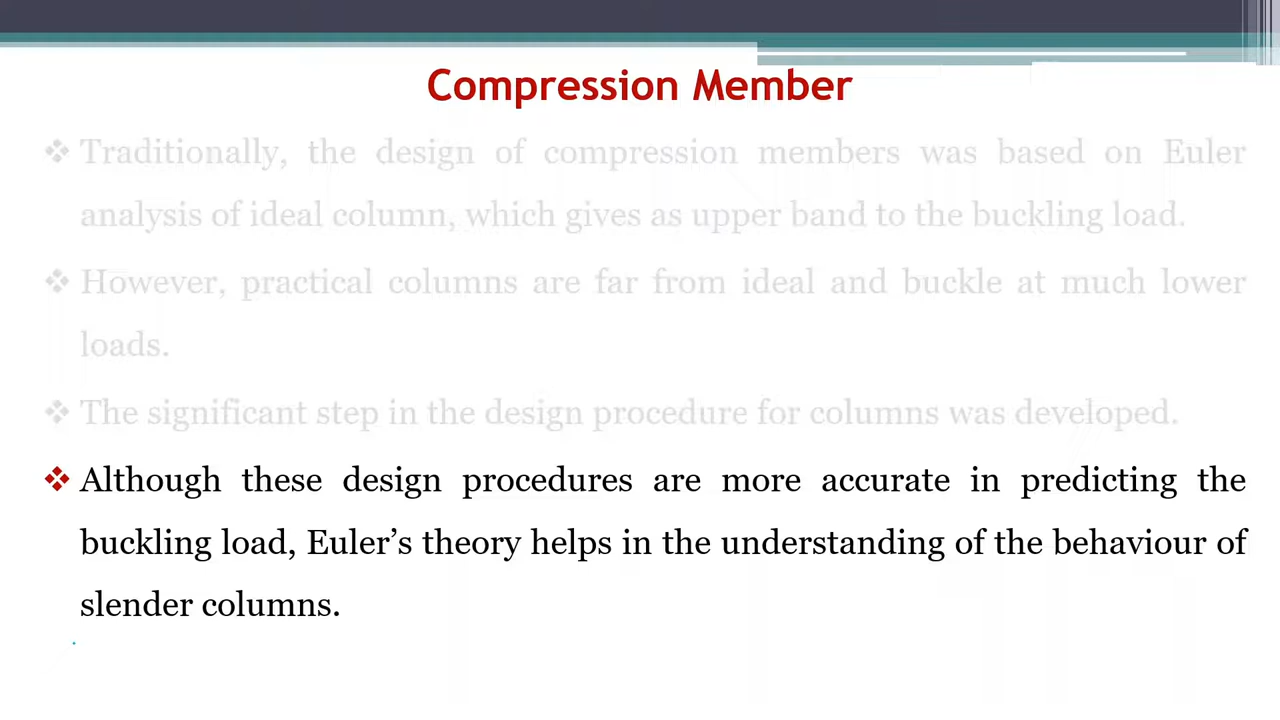 Compression Member
❖ Traditionally, the design of compression members was based on Euler
analysis of ideal column, which gives as upper band to the buckling load.
❖ However, practical columns are far from ideal and buckle at much lower
loads.
❖ The significant step in the design procedure for columns was developed.
❖ Although these design procedures are more accurate in predicting the
buckling load, Euler’s theory helps in the understanding of the behaviour of
slender columns.